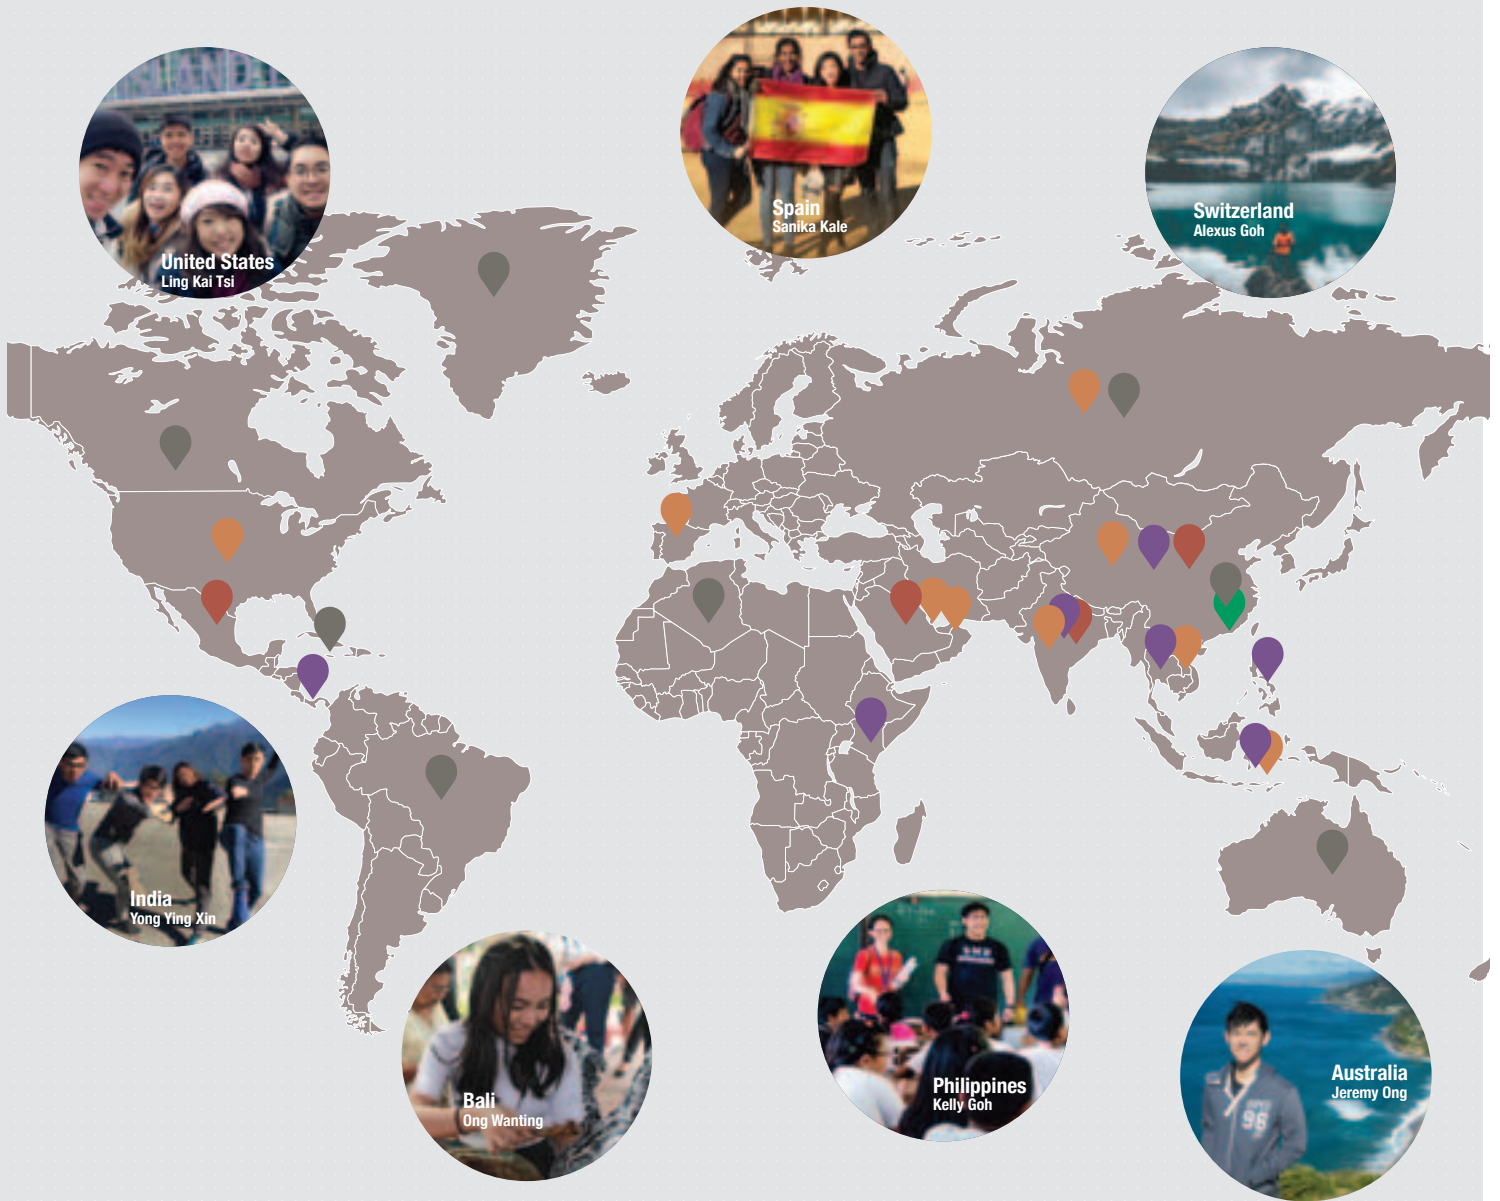 United States
Ling Kai Tsi
Spain
Sanika Kale
Switzerland
Alexus Goh
India
Yong Ying Xin
Bali
Ong Wanting
Philippines
Kelly Goh
Australia
Jeremy Ong
96